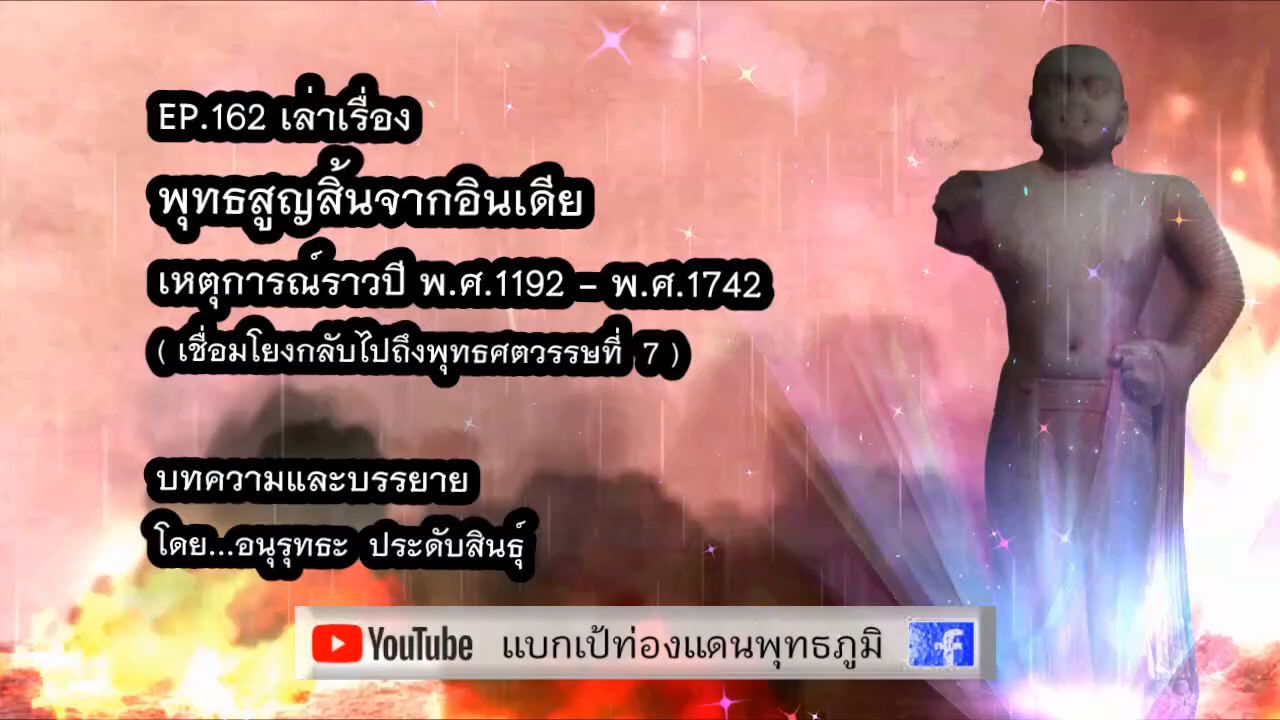 EP.162 เล่าเรื่อง
พุทธสูญสิ้นจากอินเดีย
เหตุการณ์ราวปี พ.ศ.1192 - พ.ศ.1742
( เชื่อมโยงกลับไปถึงพุทธศตวรรษที่ 7 )
บทความและบรรยาย
โดย...อนุรุทธะ ประดับสินธุ์
YouTube แบกเป้ท่องแดนพุทธภูมิ f